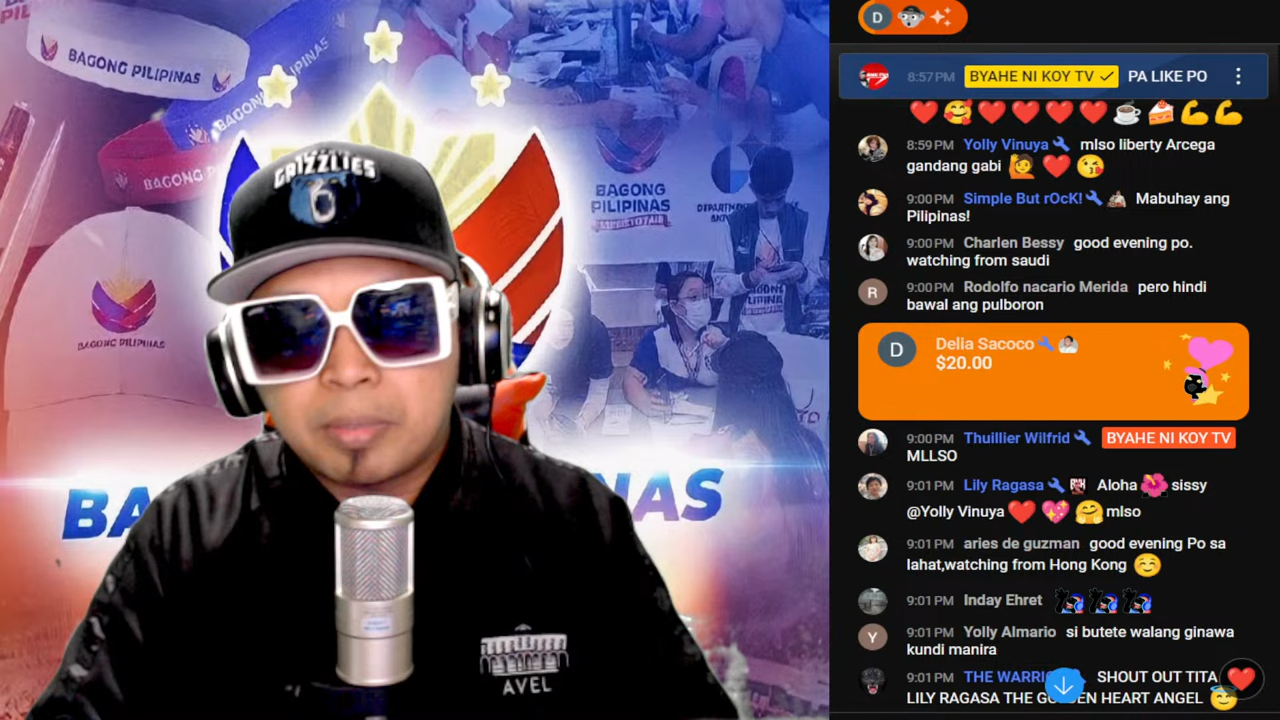 BAGONG PILIPINAS
BAGONG PILIPINAS
BAGONG
PILIPINAS
BAGONG PILIPINAS
GRIZZLIES
AVEL
D
8:57 PM BYAHE NI KOY TV PA LIKE PO
8:59 PM Yolly Vinuya mlso liberty Arcega
gandang gabi
9:00 PM Simple But rOcK! Mabuhay ang
Pilipinas!
9:00 PM Charlen Bessy good evening po.
watching from saudi
R 9:00 PM Rodolfo nacario Merida pero hindi
bawal ang pulboron
D Delia Sacoco
$20.00
9:00 PM Thuillier Wilfrid BYAHE NI KOY TV
MLLSO
9:01 PM Lily Ragasa Aloha sissy
@Yolly Vinuya mlso
9:01 PM aries de guzman good evening Po sa
lahat,watching from Hong Kong
9:01 PM Inday Ehret
Y 9:01 PM Yolly Almario si butete walang ginawa
kundi manira
9:01 PM THE SHOUT OUT TITA
LILY RAGASA THE HEART ANGEL